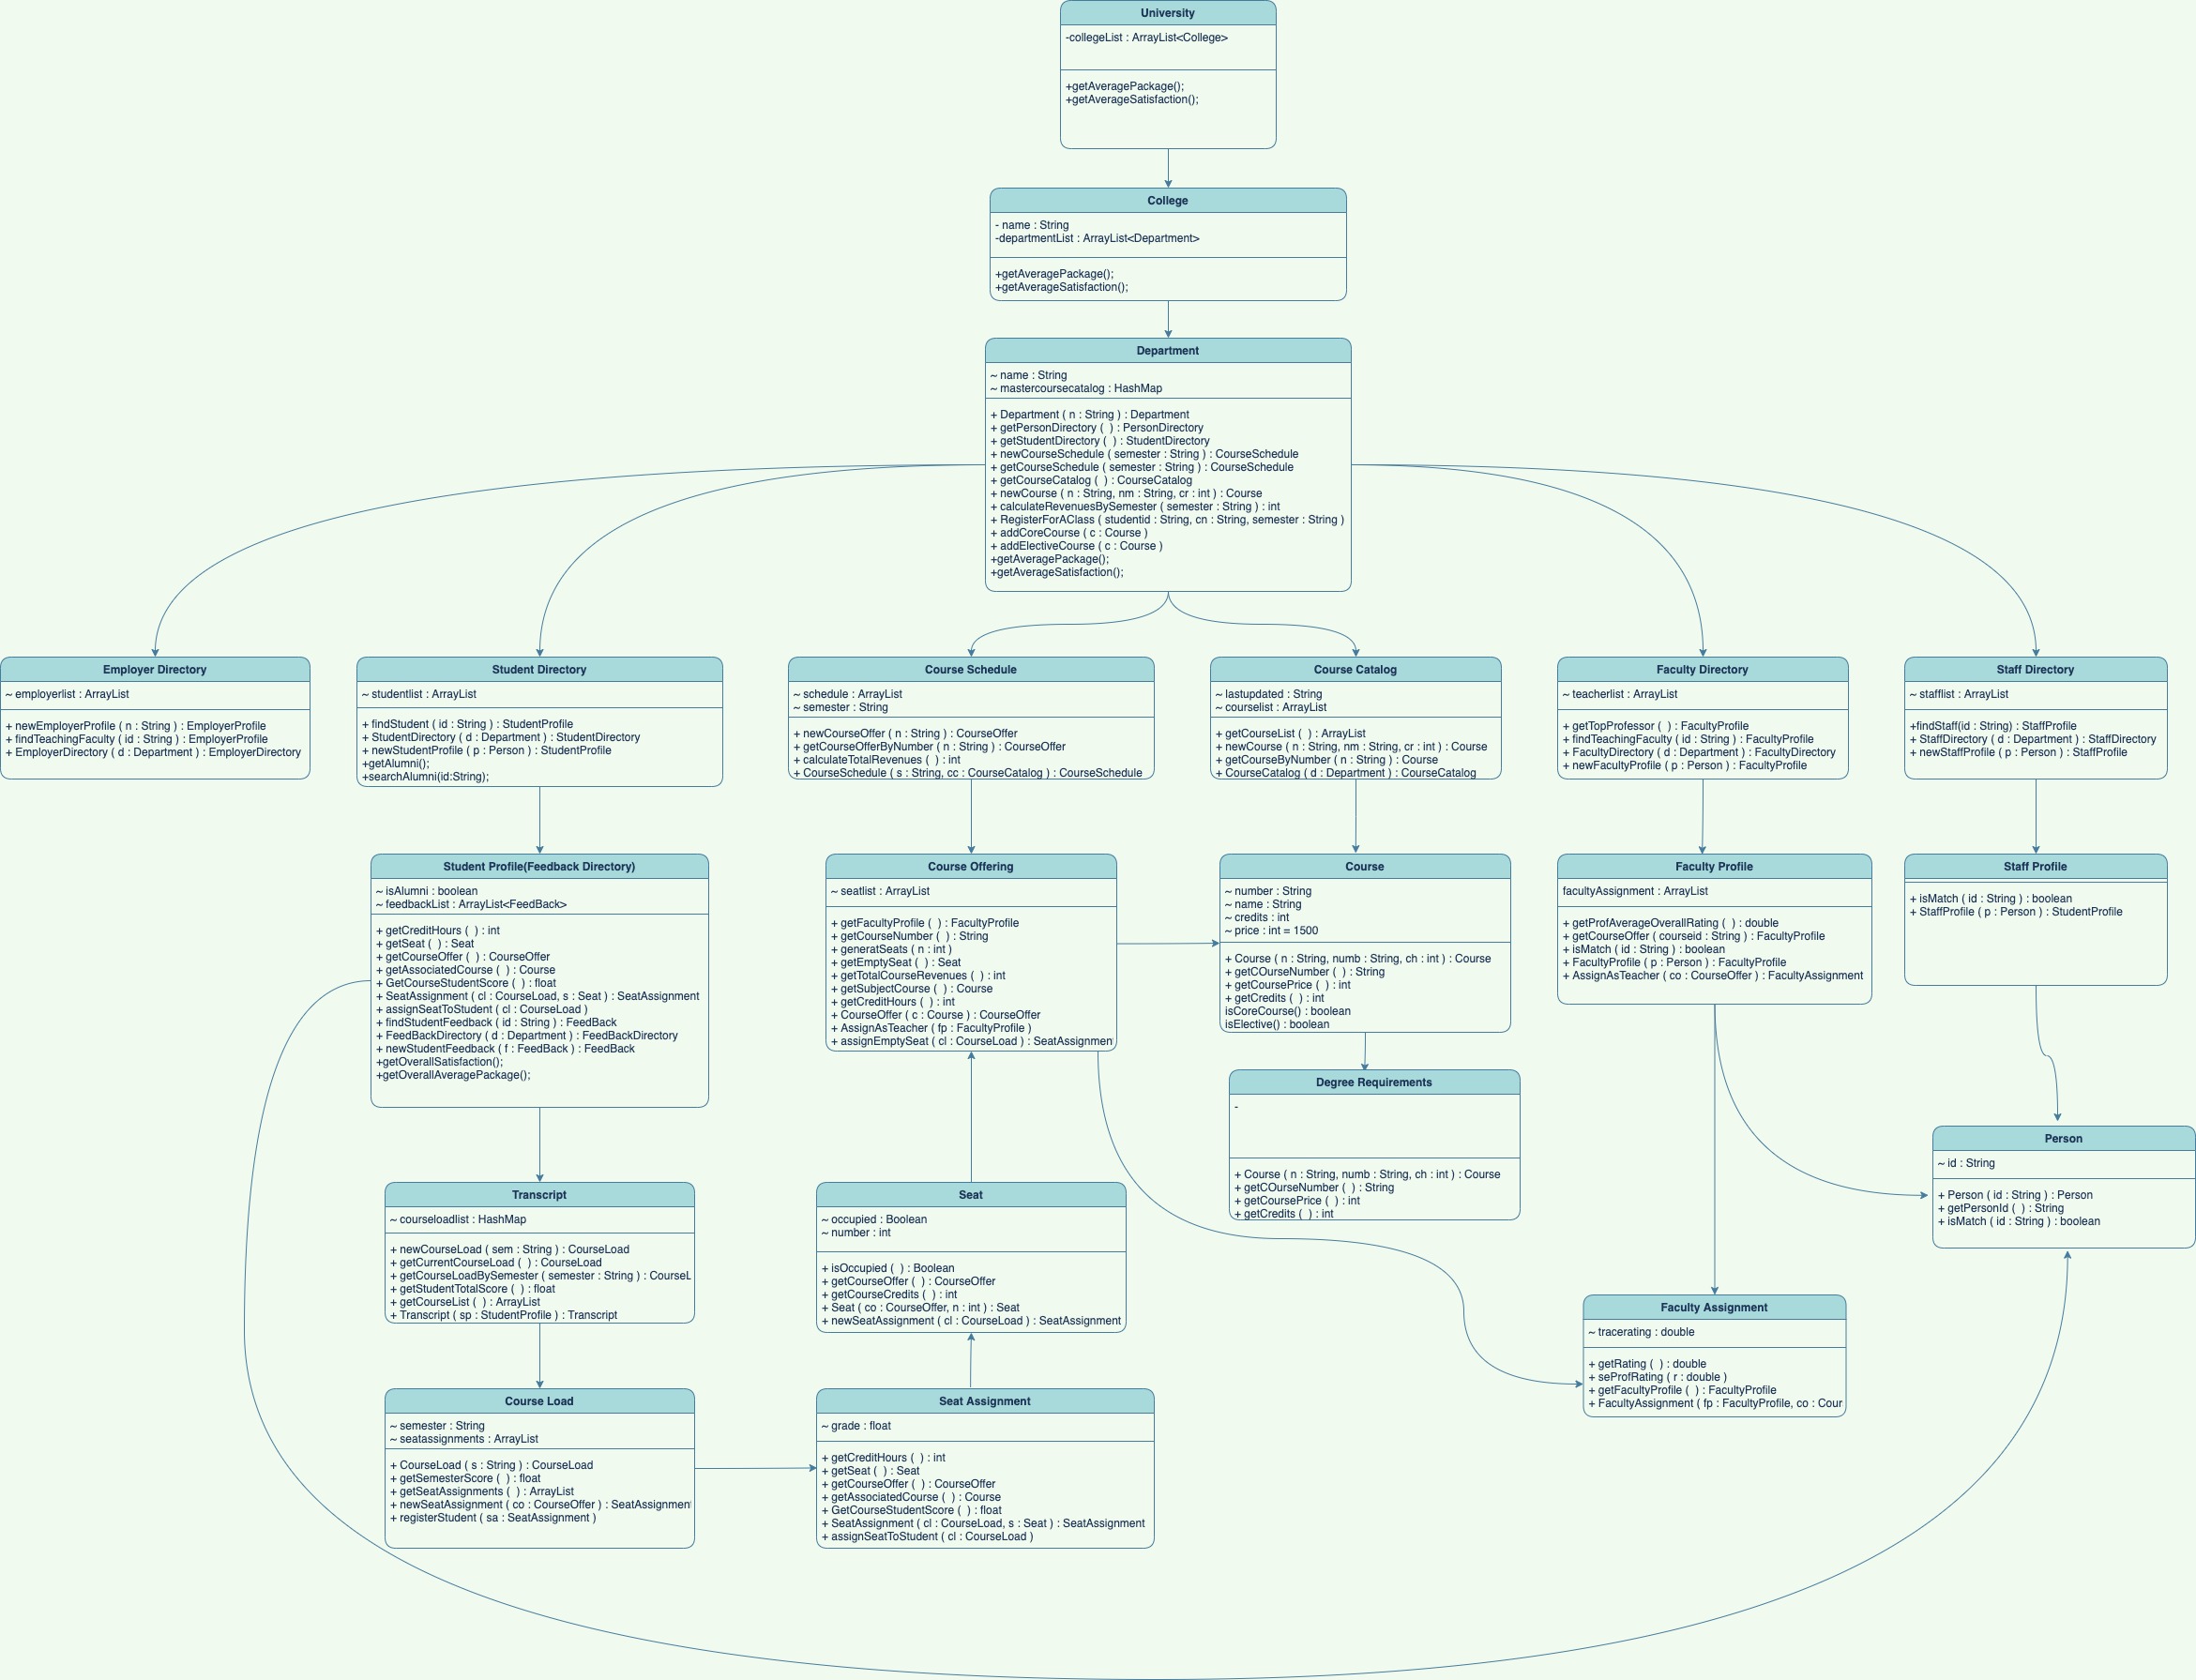 University
-collegeList : ArrayList<College>
+getAveragePackage();
+getAverageSatisfaction();
College
- name : String
-departmentList : ArrayList<Department>
+getAveragePackage();
+getAverageSatisfaction();
Department
~ name : String
~ mastercoursecatalog : HashMap
+ Department ( n : String ) : Department
+ getPersonDirectory (  ) : PersonDirectory
+ getStudentDirectory (  ) : StudentDirectory
+ newCourseSchedule ( semester : String ) : CourseSchedule
+ getCourseSchedule ( semester : String ) : CourseSchedule
+ getCourseCatalog (  ) : CourseCatalog
+ newCourse ( n : String, nm : String, cr : int ) : Course
+ calculateRevenuesBySemester ( semester : String ) : int
+ RegisterForAClass ( studentid : String, cn : String, semester : String )
+ addCoreCourse ( c : Course )
+ addElectiveCourse ( c : Course )
+getAveragePackage();
+getAverageSatisfaction();
Employer Directory
~ employerlist : ArrayList
+ newEmployerProfile ( n : String ) : EmployerProfile
+ findTeachingFaculty ( id : String ) : EmployerProfile
+ EmployerDirectory ( d : Department ) : EmployerDirectory
Student Directory
~ studentlist : ArrayList
+ findStudent ( id : String ) : StudentProfile
+ StudentDirectory ( d : Department ) : StudentDirectory
+ newStudentProfile ( p : Person ) : StudentProfile
+getAlumni();
+searchAlumni(id:String);
Course Schedule
~ schedule : ArrayList
~ semester : String
+ newCourseOffer ( n : String ) : CourseOffer
+ getCourseOfferByNumber ( n : String ) : CourseOffer
+ calculateTotalRevenues (  ) : int
+ CourseSchedule ( s : String, cc : CourseCatalog ) : CourseSchedule
Course Catalog
~ lastupdated : String
~ courselist : ArrayList
+ getCourseList (  ) : ArrayList
+ newCourse ( n : String, nm : String, cr : int ) : Course
+ getCourseByNumber ( n : String ) : Course
+ CourseCatalog ( d : Department ) : CourseCatalog
Faculty Directory
~ teacherlist : ArrayList
+ getTopProfessor (  ) : FacultyProfile
+ findTeachingFaculty ( id : String ) : FacultyProfile
+ FacultyDirectory ( d : Department ) : FacultyDirectory
+ newFacultyProfile ( p : Person ) : FacultyProfile
Staff Directory
~ stafflist : ArrayList
+findStaff(id : String) : StaffProfile
+ StaffDirectory ( d : Department ) : StaffDirectory
+ newStaffProfile ( p : Person ) : StaffProfile
Student Profile(Feedback Directory)
~ isAlumni : boolean
~ feedbackList : ArrayList<FeedBack>
+ getCreditHours (  ) : int
+ getSeat (  ) : Seat
+ getCourseOffer (  ) : CourseOffer
+ getAssociatedCourse (  ) : Course
+ GetCourseStudentScore (  ) : float
+ SeatAssignment ( cl : CourseLoad, s : Seat ) : SeatAssignment
+ assignSeatToStudent ( cl : CourseLoad )
+ findStudentFeedback ( id : String ) : FeedBack
+ FeedBackDirectory ( d : Department ) : FeedBackDirectory
+ newStudentFeedback ( f : FeedBack ) : FeedBack
+getOverallSatisfaction();
+getOverallAveragePackage();
Course Offering
~ seatlist : ArrayList
+ getFacultyProfile (  ) : FacultyProfile
+ getCourseNumber (  ) : String
+ generatSeats ( n : int )
+ getEmptySeat (  ) : Seat
+ getTotalCourseRevenues (  ) : int
+ getSubjectCourse (  ) : Course
+ getCreditHours (  ) : int
+ CourseOffer ( c : Course ) : CourseOffer
+ AssignAsTeacher ( fp : FacultyProfile )
+ assignEmptySeat ( cl : CourseLoad ) : SeatAssignmen
Course
~ number : String
~ name : String
~ credits : int
~ price : int = 1500
+ Course ( n : String, numb : String, ch : int ) : Course
+ getCOurseNumber (  ) : String
+ getCoursePrice (  ) : int
+ getCredits (  ) : int
isCoreCourse() : boolean
isElective() : boolean
Faculty Profile
facultyAssignment : ArrayList
+ getProfAverageOverallRating (  ) : double
+ getCourseOffer ( courseid : String ) : FacultyProfile
+ isMatch ( id : String ) : boolean
+ FacultyProfile ( p : Person ) : FacultyProfile
+ AssignAsTeacher ( co : CourseOffer ) : FacultyAssignment
Staff Profile
+ isMatch ( id : String ) : boolean
+ StaffProfile ( p : Person ) : StudentProfile
Degree Requirements
-
+ Course ( n : String, numb : String, ch : int ) : Course
+ getCOurseNumber (  ) : String
+ getCoursePrice (  ) : int
+ getCredits (  ) : int
Person
~ id : String
+ Person ( id : String ) : Person
+ getPersonId (  ) : String
+ isMatch ( id : String ) : boolean
Transcript
~ courseloadlist : HashMap
+ newCourseLoad ( sem : String ) : CourseLoad
+ getCurrentCourseLoad (  ) : CourseLoad
+ getCourseLoadBySemester ( semester : String ) : CourseL
+ getStudentTotalScore (  ) : float
+ getCourseList (  ) : ArrayList
+ Transcript ( sp : StudentProfile ) : Transcript
Seat
~ occupied : Boolean
~ number : int
+ isOccupied (  ) : Boolean
+ getCourseOffer (  ) : CourseOffer
+ getCourseCredits (  ) : int
+ Seat ( co : CourseOffer, n : int ) : Seat
+ newSeatAssignment ( cl : CourseLoad ) : SeatAssignment
Faculty Assignment
~ tracerating : double
+ getRating (  ) : double
+ seProfRating ( r : double )
+ getFacultyProfile (  ) : FacultyProfile
+ FacultyAssignment ( fp : FacultyProfile, co : Cour
Course Load
~ semester : String
~ seatassignments : ArrayList
+ CourseLoad ( s : String ) : CourseLoad
+ getSemesterScore (  ) : float
+ getSeatAssignments (  ) : ArrayList
+ newSeatAssignment ( co : CourseOffer ) : SeatAssignment
+ registerStudent ( sa : SeatAssignment )
Seat Assignment
~ grade : float
+ getCreditHours (  ) : int
+ getSeat (  ) : Seat
+ getCourseOffer (  ) : CourseOffer
+ getAssociatedCourse (  ) : Course
+ GetCourseStudentScore (  ) : float
+ SeatAssignment ( cl : CourseLoad, s : Seat ) : SeatAssignment
+ assignSeatToStudent ( cl : CourseLoad )